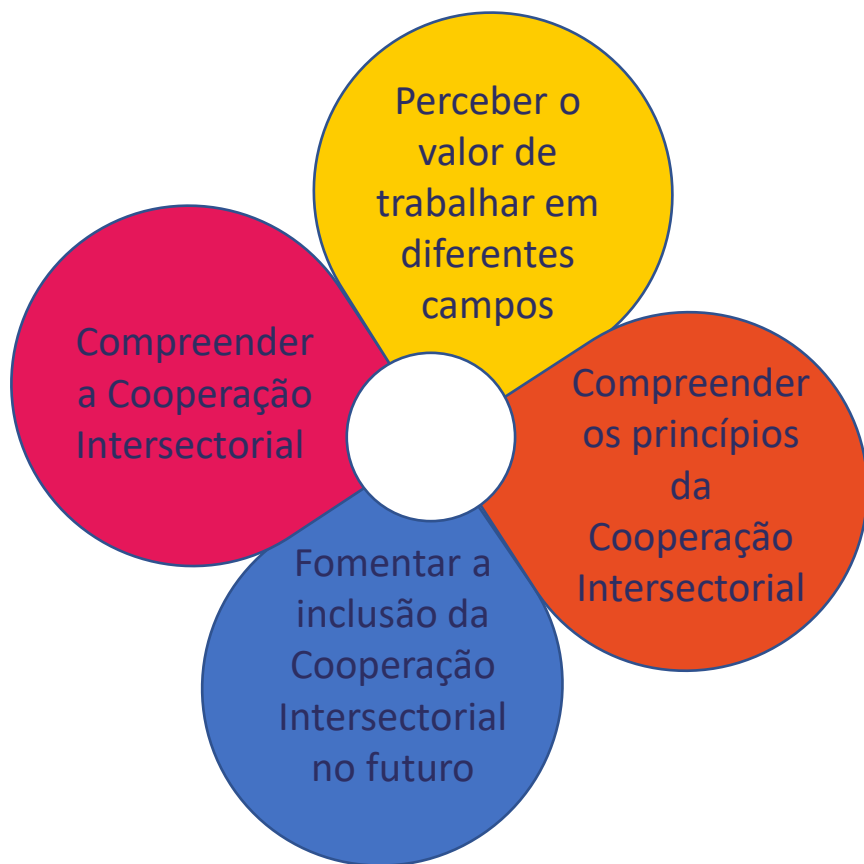 Perceber o
valor de
trabalhar em
diferentes
campos
Compreender
a Cooperação
Intersectorial
Compreender
os princípios
da
Cooperação
Intersectorial
Fomentar a
inclusão da
Cooperação
Intersectorial
no futuro